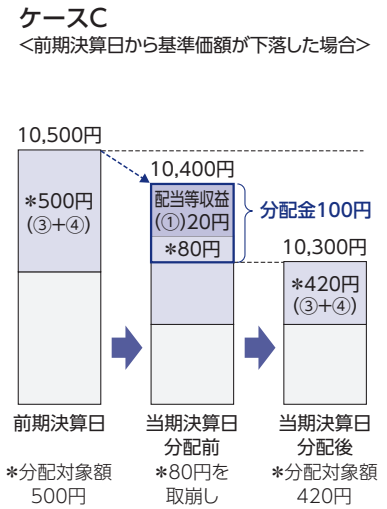 ケースC
<前期決算日から基準価額が下落した場合>
10,500円
10,400円
*500円
(③+④)
配当等収益
(①)20円
*80円
分配金100円
10,300円
*420円
(③+④)
前期決算日
当期決算日
分配前
当期決算日
分配後
*分配対象額
500円
*80円を
取崩し
*分配対象額
420円